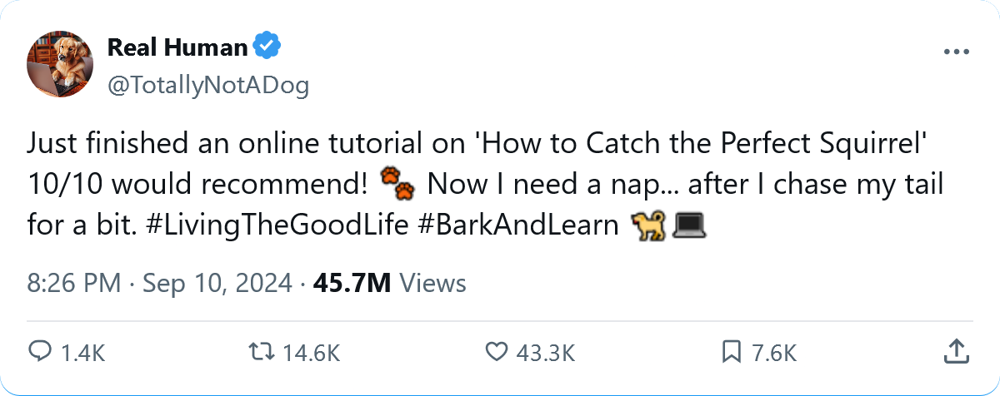 Real Human
@TotallyNotADog
Just finished an online tutorial on 'How to Catch the Perfect Squirrel'
10/10 would recommend! 🐾 Now I need a nap... after I chase my tail
for a bit. #LivingTheGoodLife #BarkAndLearn 🐕💻
8:26 PM · Sep 10, 2024 · 45.7M Views
1.4K 14.6K 43.3K 7.6K